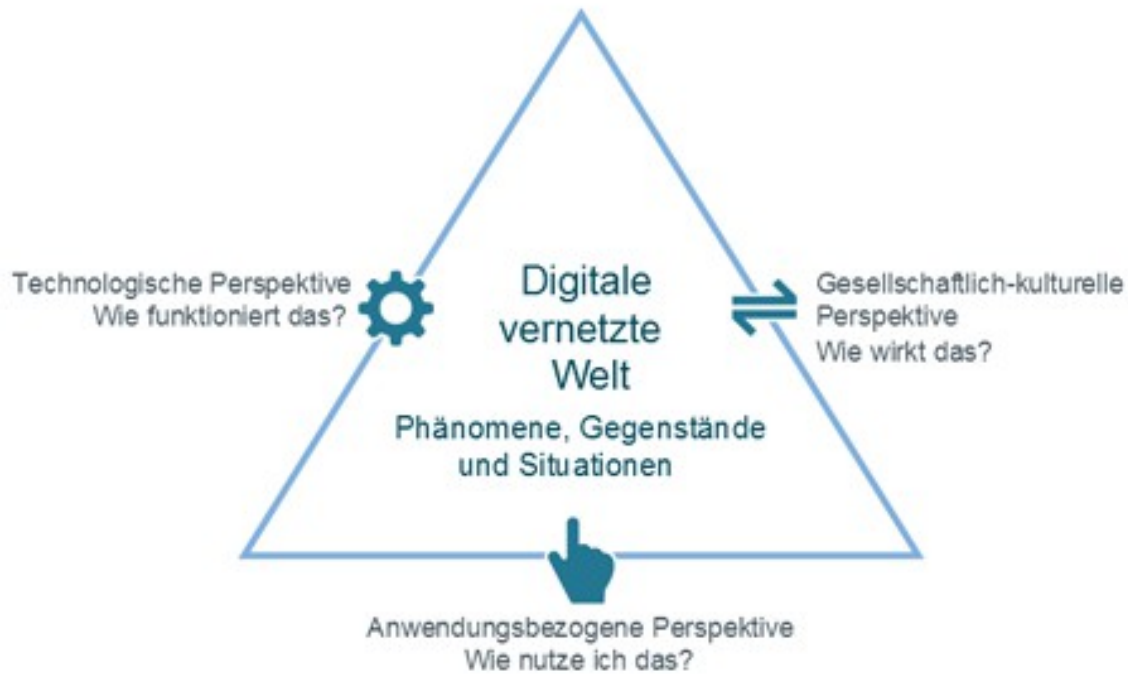 Digitale
vernetzte
Welt
Phänomene, Gegenstände
und Situationen
Technologische Perspektive
Wie funktioniert das?
Gesellschaftlich-kulturelle
Perspektive
Wie wirkt das?
Anwendungsbezogene Perspektive
Wie nutze ich das?